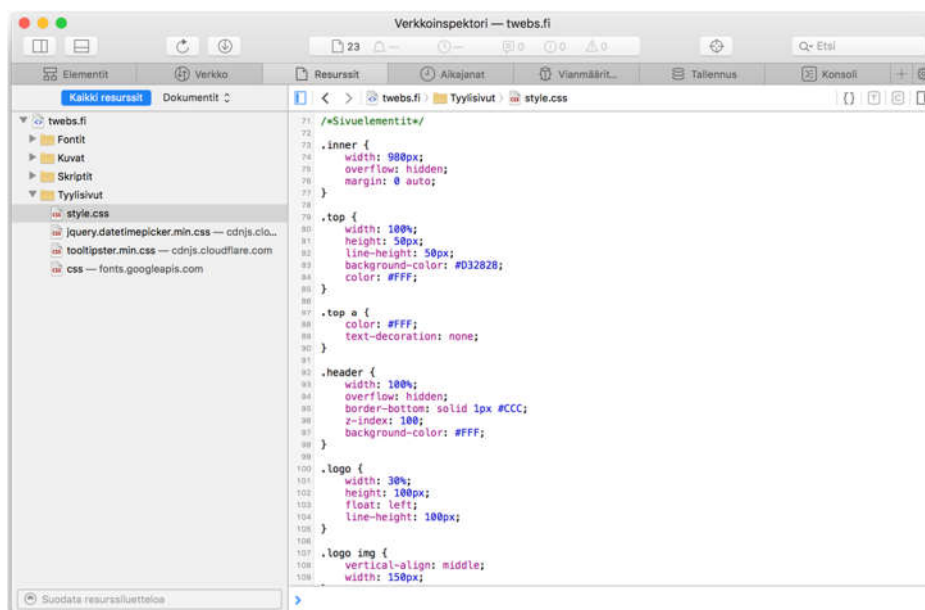 Verkkoinspektori — twebs.fi
23 — — 0 0 0 Etsi
Elementit Verkko Resurssit Aikajanat Vianmäärit... Tallennus Konsoli +
Kaikki resurssit Dokumentit twebs.fi Tyylisivut style.css {} T C
twebs.fi
Fontit
Kuvat
Skriptit
Tyylisivut
style.css
jquery.datetimepicker.min.css — cdnjs.clo...
tooltipster.min.css — cdnjs.cloudflare.com
css — fonts.googleapis.com
Suodata resurssiluetteloa
71 /*Sivuelementit*/
72
73 .inner {
74 width: 980px;
75 overflow: hidden;
76 margin: 0 auto;
77 }
78
79 .top {
80 width: 100%;
81 height: 50px;
82 line-height: 50px;
83 background-color: #D32828;
84 color: #FFF;
85 }
86
87 .top a {
88 color: #FFF;
89 text-decoration: none;
90 }
91
92 .header {
93 width: 100%;
94 overflow: hidden;
95 border-bottom: solid 1px #CCC;
96 z-index: 100;
97 background-color: #FFF;
98 }
99
100 .logo {
101 width: 30%;
102 height: 100px;
103 float: left;
104 line-height: 100px;
105 }
106
107 .logo img {
108 vertical-align: middle;
109 width: 150px;